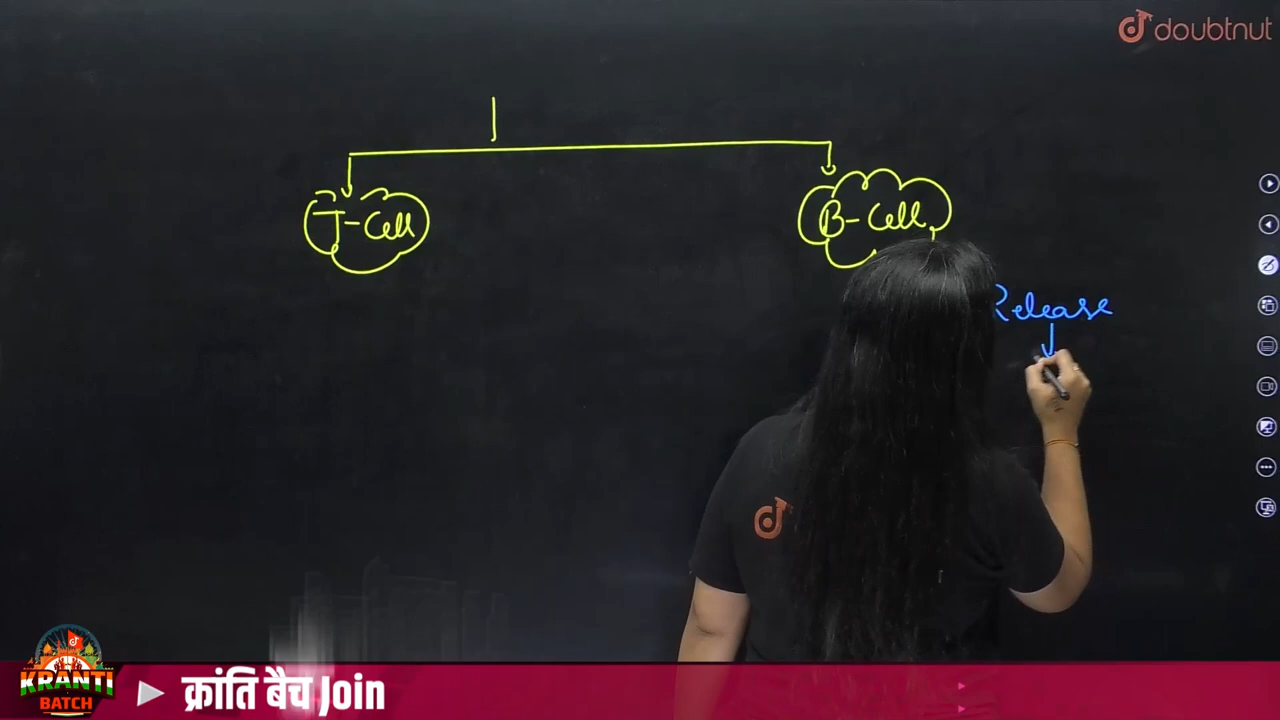 doubtnut
T-Cell
B-Cell
Release
KRANTI
BATCH
क्रांति बैच Join